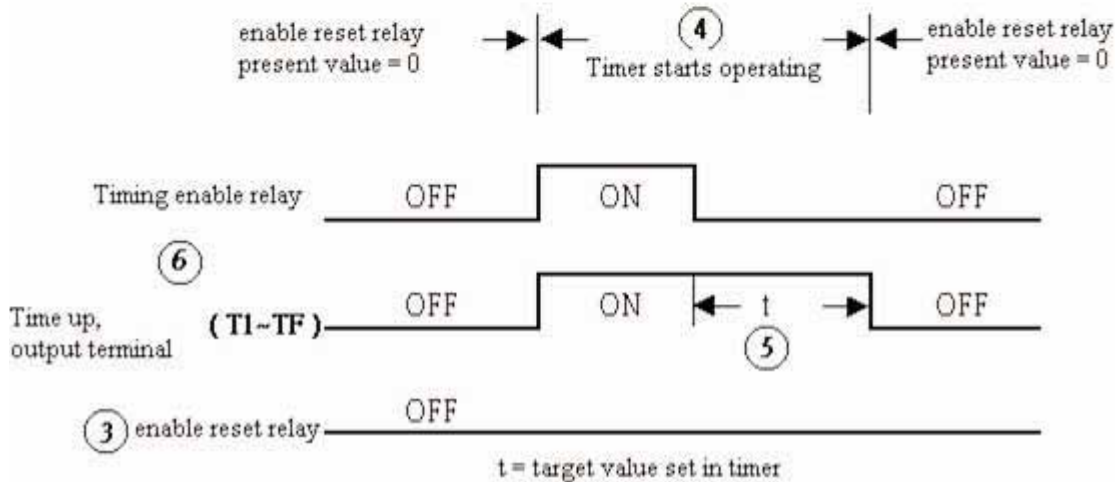 enable reset relay
present value = 0
4
Timer starts operating
enable reset relay
present value = 0
Timing enable relay
OFF
ON
OFF
6
Time up,
output terminal
( T1~TF )
OFF
ON
t
5
OFF
3
enable reset relay
OFF
t = target value set in timer